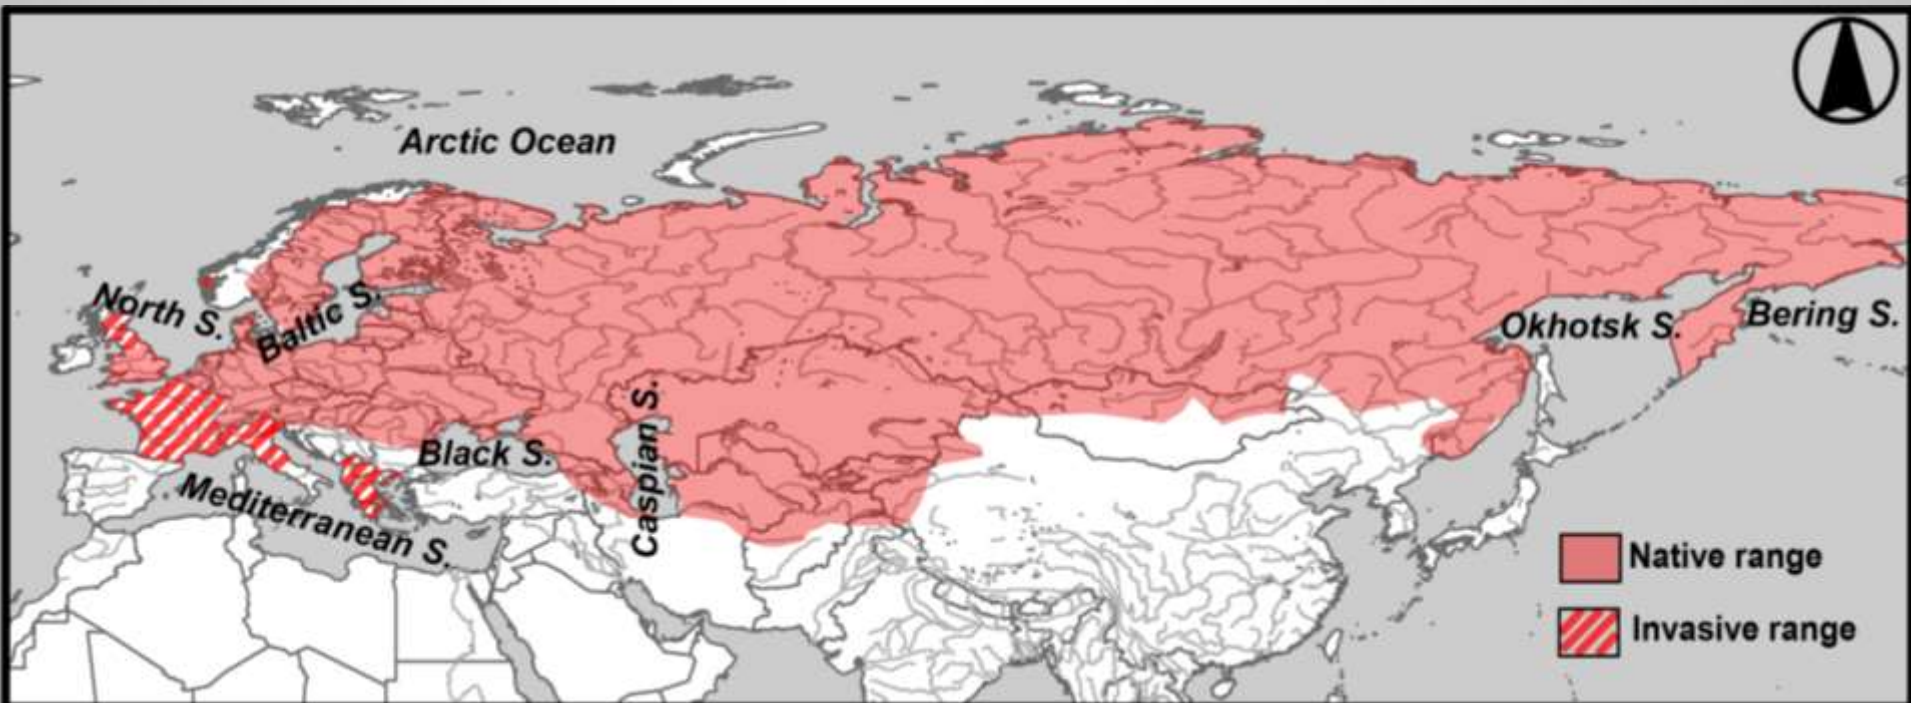 Arctic Ocean
North S.
Baltic S.
Okhotsk S.
Bering S.
Caspian S.
Black S.
Mediterranean S.
Native range
Invasive range